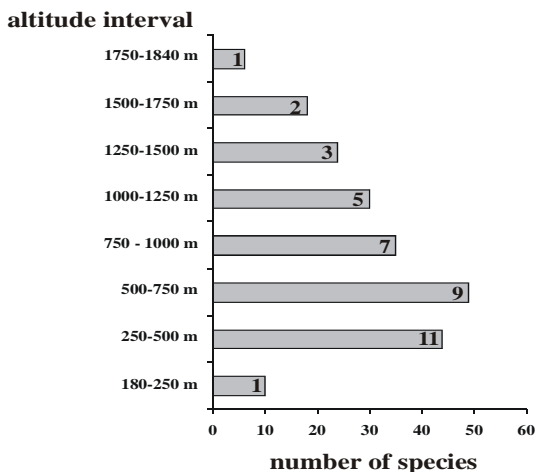 altitude interval
1750-1840 m
1
1500-1750 m
2
1250-1500 m
3
1000-1250 m
5
750 - 1000 m
7
500-750 m
9
250-500 m
11
180-250 m
1
0 10 20 30 40 50 60
number of species